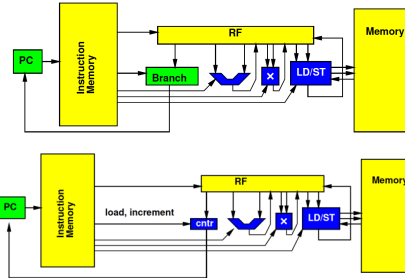 RF
Memory
PC
Instruction
Memory
Branch
×
LD/ST
RF
Memory
PC
Instruction
Memory
load, increment
cntr
×
LD/ST